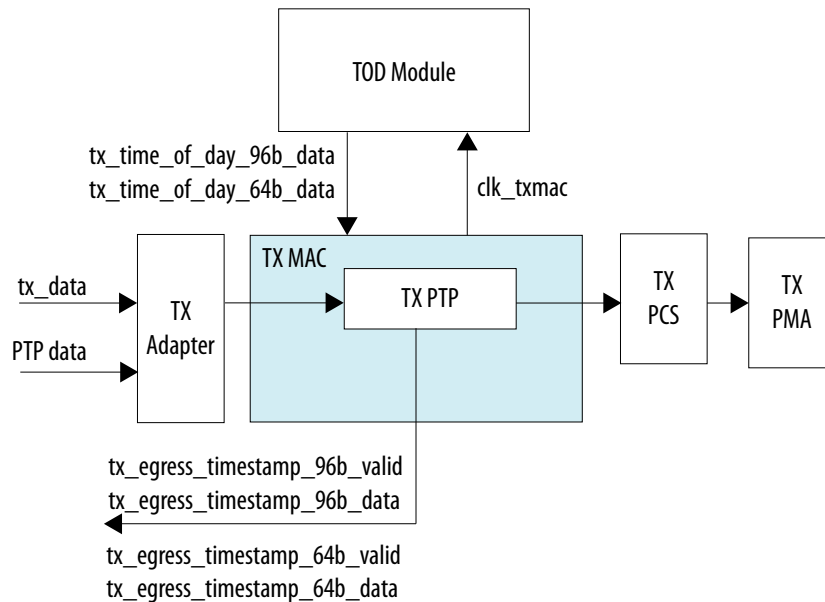 TOD Module
tx_time_of_day_96b_data
tx_time_of_day_64b_data
clk_txmac
TX MAC
tx_data
TX
Adapter
TX PTP
TX
PCS
TX
PMA
PTP data
tx_egress_timestamp_96b_valid
tx_egress_timestamp_96b_data
tx_egress_timestamp_64b_valid
tx_egress_timestamp_64b_data